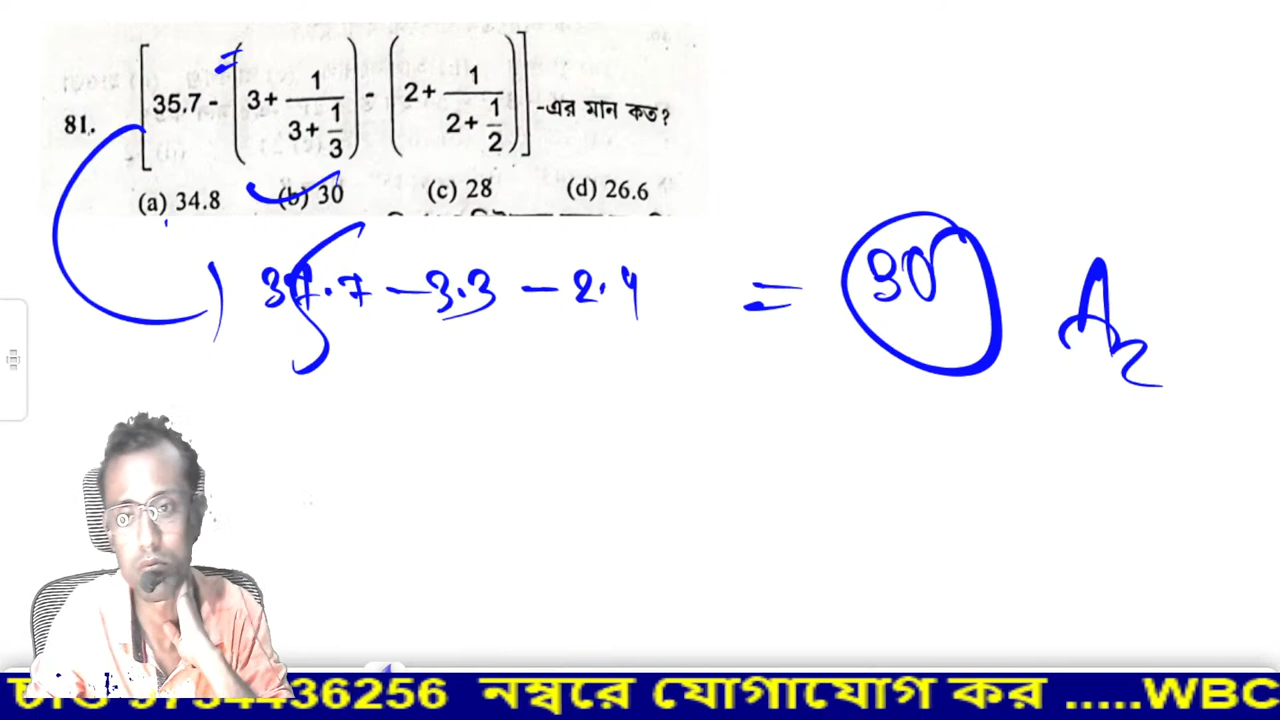 81. [35.7 - (3 + 1/(3 + 1/3)) - (2 + 1/(2 + 1/2))] -এর মান কত?
(a) 34.8 (b) 30 (c) 28 (d) 26.6
35.7 - 3.3 - 2.4 = 30 A
36256 নম্বরে যোগাযোগ কর .....WBC